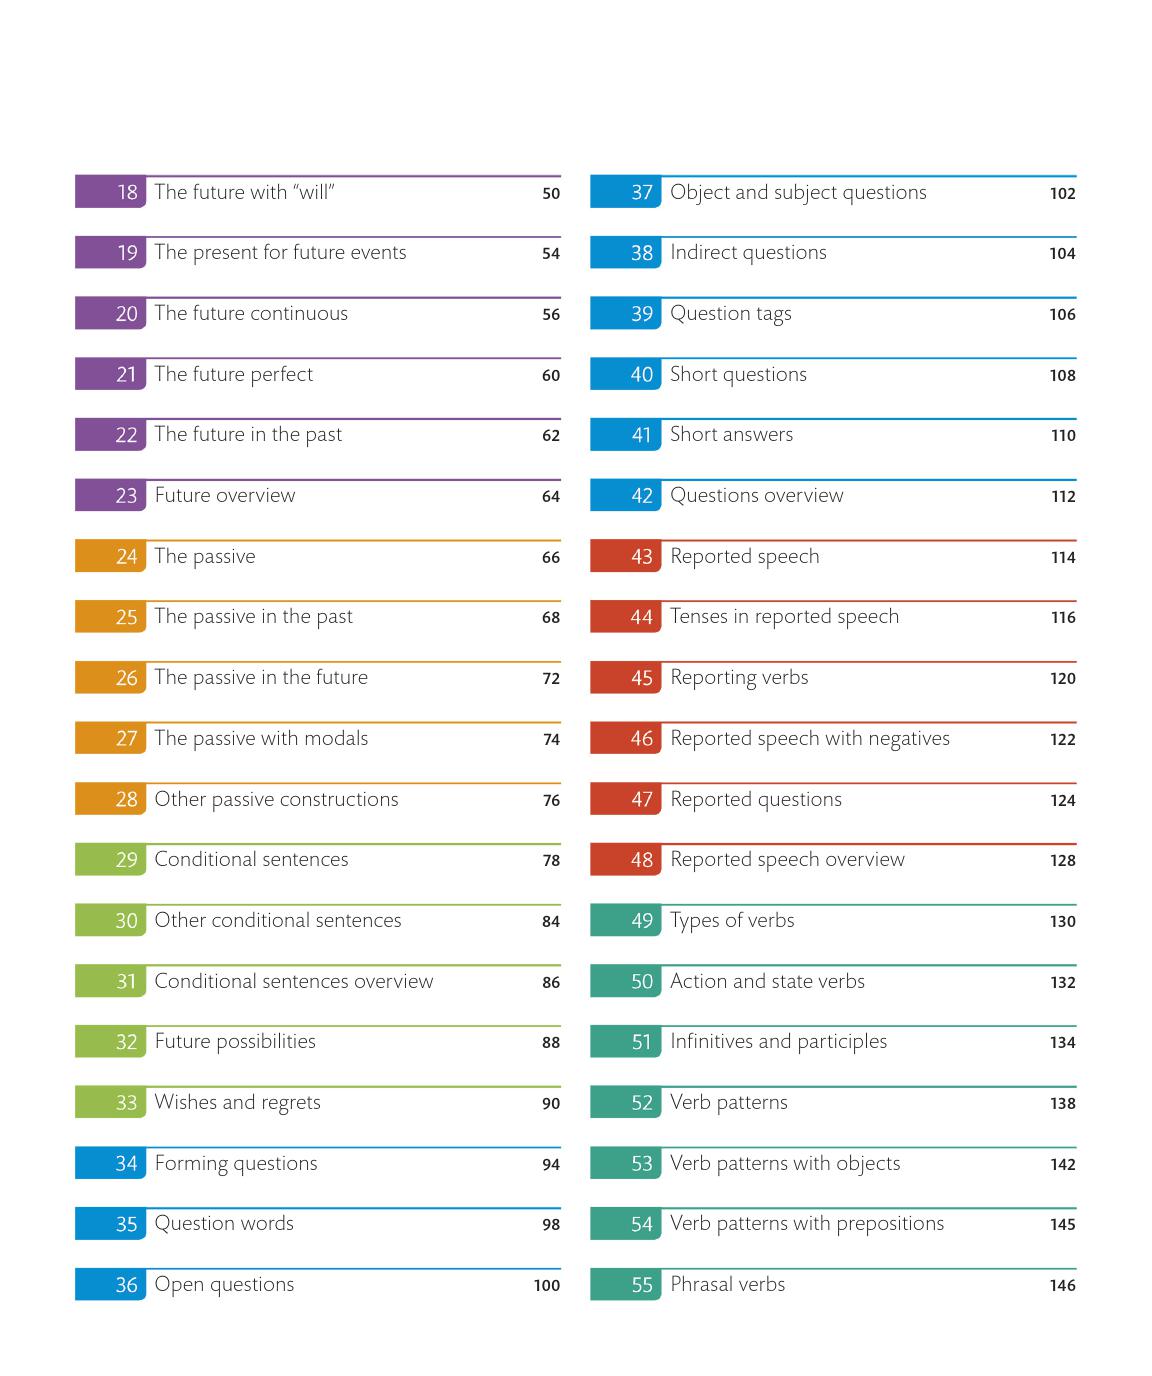 18 The future with “will” 50
19 The present for future events 54
20 The future continuous 56
21 The future perfect 60
22 The future in the past 62
23 Future overview 64
24 The passive 66
25 The passive in the past 68
26 The passive in the future 72
27 The passive with modals 74
28 Other passive constructions 76
29 Conditional sentences 78
30 Other conditional sentences 84
31 Conditional sentences overview 86
32 Future possibilities 88
33 Wishes and regrets 90
34 Forming questions 94
35 Question words 98
36 Open questions 100
37 Object and subject questions 102
38 Indirect questions 104
39 Question tags 106
40 Short questions 108
41 Short answers 110
42 Questions overview 112
43 Reported speech 114
44 Tenses in reported speech 116
45 Reporting verbs 120
46 Reported speech with negatives 122
47 Reported questions 124
48 Reported speech overview 128
49 Types of verbs 130
50 Action and state verbs 132
51 Infinitives and participles 134
52 Verb patterns 138
53 Verb patterns with objects 142
54 Verb patterns with prepositions 145
55 Phrasal verbs 146